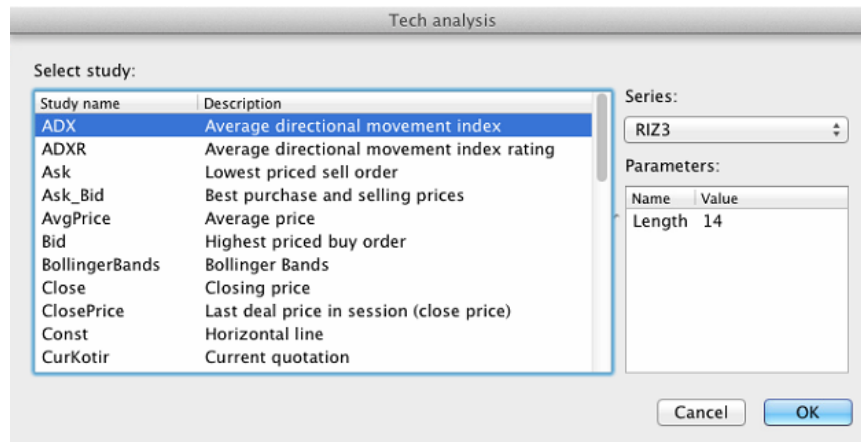 Tech analysis
Select study:
Study name Description
ADX Average directional movement index
ADXR Average directional movement index rating
Ask Lowest priced sell order
Ask_Bid Best purchase and selling prices
AvgPrice Average price
Bid Highest priced buy order
BollingerBands Bollinger Bands
Close Closing price
ClosePrice Last deal price in session (close price)
Const Horizontal line
CurKotir Current quotation
Series:
RIZ3
Parameters:
Name Value
Length 14
Cancel OK